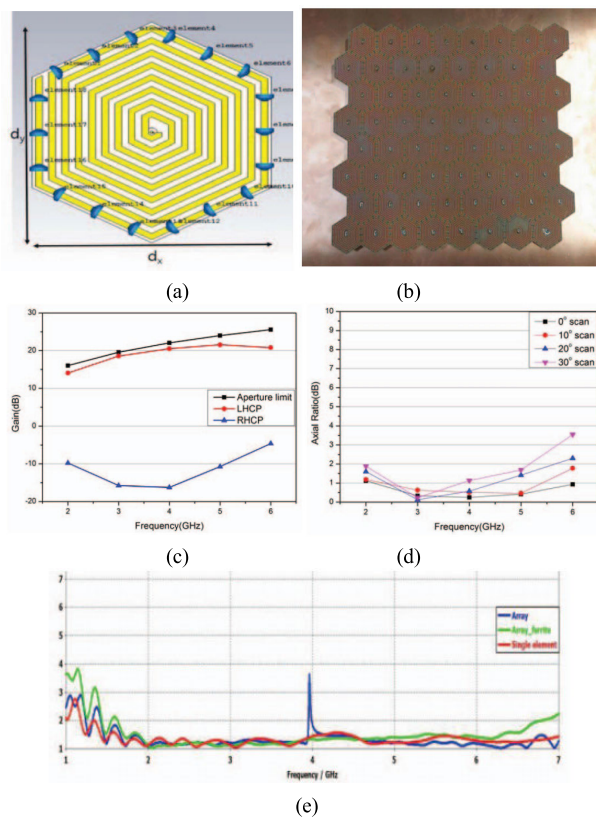 dy
dx
(a)
(b)
30
20
10
0
-10
-20
Gain(dB)
Aperture limit
LHCP
RHCP
2 3 4 5 6
Frequency(GHz)
(c)
10
9
8
7
6
5
4
3
2
1
0
Axial Ratio(dB)
0° scan
10° scan
20° scan
30° scan
2 3 4 5 6
Frequency(GHz)
(d)
7
6
5
4
3
2
1
Array
Array_ferrite
Single element
1 2 3 4 5 6 7
Frequency / GHz
(e)